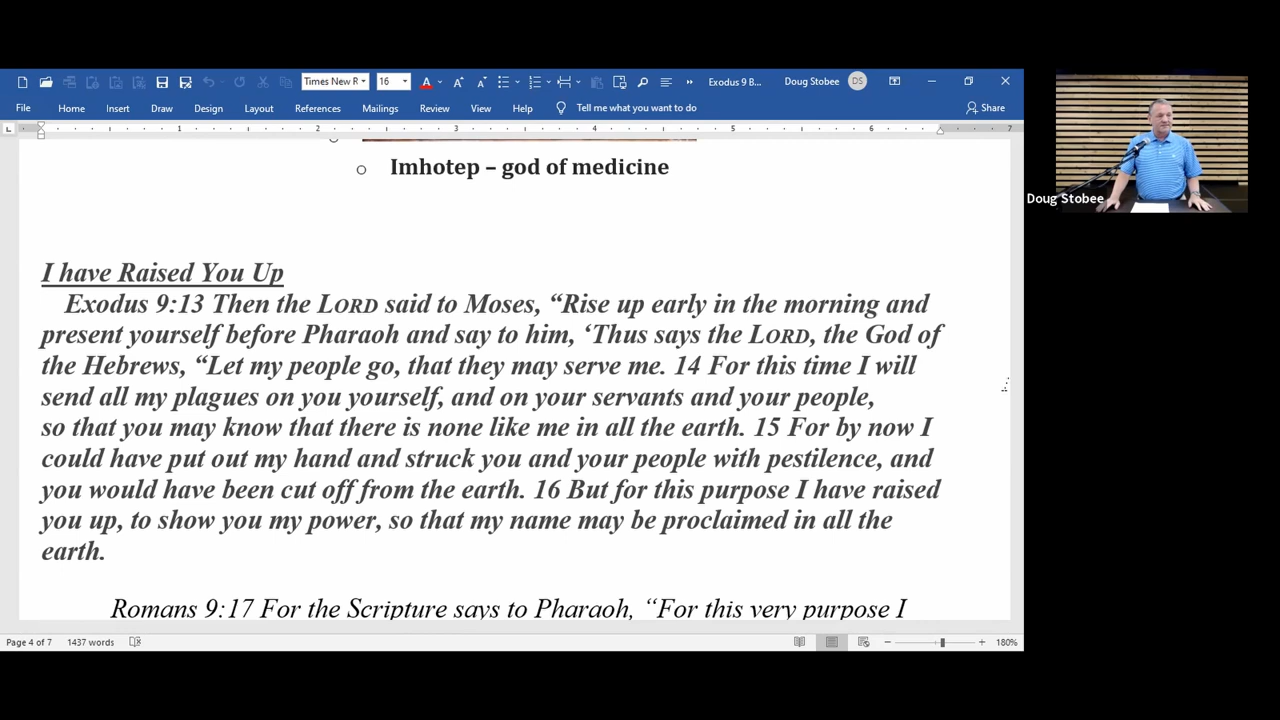 Times New R
16
Exodus 9 B...
Doug Stobee
DS
File
Home
Insert
Draw
Design
Layout
References
Mailings
Review
View
Help
Tell me what you want to do
Share
1
2
3
4
5
6
7
Imhotep – god of medicine
Doug Stobee
I have Raised You Up
Exodus 9:13 Then the LORD said to Moses, “Rise up early in the morning and
present yourself before Pharaoh and say to him, ‘Thus says the LORD, the God of
the Hebrews, “Let my people go, that they may serve me. 14 For this time I will
send all my plagues on you yourself, and on your servants and your people,
so that you may know that there is none like me in all the earth. 15 For by now I
could have put out my hand and struck you and your people with pestilence, and
you would have been cut off from the earth. 16 But for this purpose I have raised
you up, to show you my power, so that my name may be proclaimed in all the
earth.
Romans 9:17 For the Scripture says to Pharaoh, “For this very purpose I
Page 4 of 7
1437 words
180%